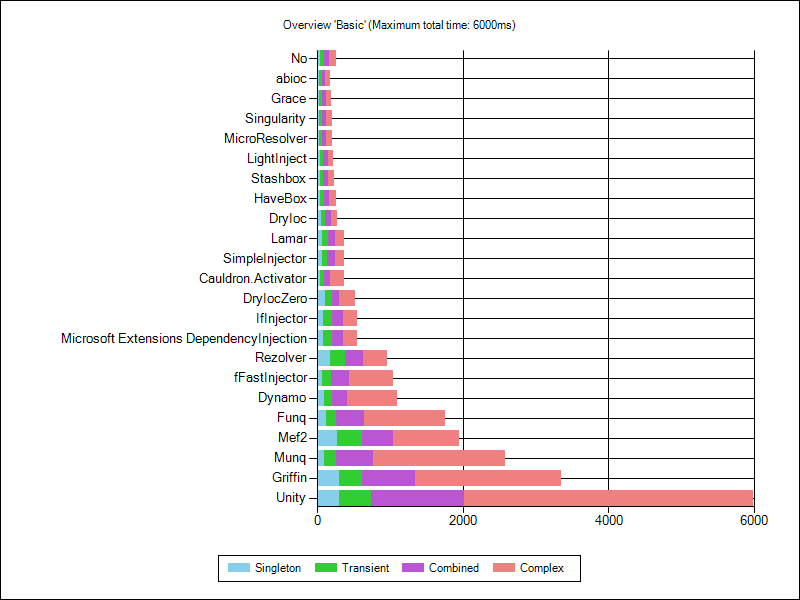 Overview 'Basic' (Maximum total time: 6000ms)
No
abioc
Grace
Singularity
MicroResolver
LightInject
Stashbox
HaveBox
DryIoc
Lamar
SimpleInjector
Cauldron.Activator
DryIocZero
IfInjector
Microsoft Extensions DependencyInjection
Rezolver
fFastInjector
Dynamo
Funq
Mef2
Munq
Griffin
Unity
0 2000 4000 6000
Singleton Transient Combined Complex